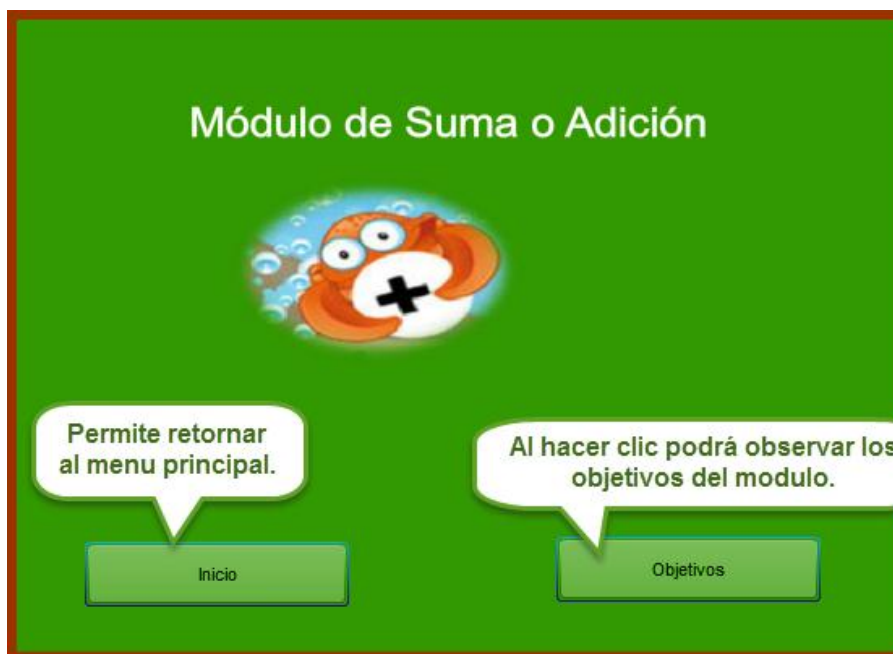 Módulo de Suma o Adición
Permite retornar
al menu principal.
Al hacer clic podrá observar los
objetivos del modulo.
Inicio
Objetivos